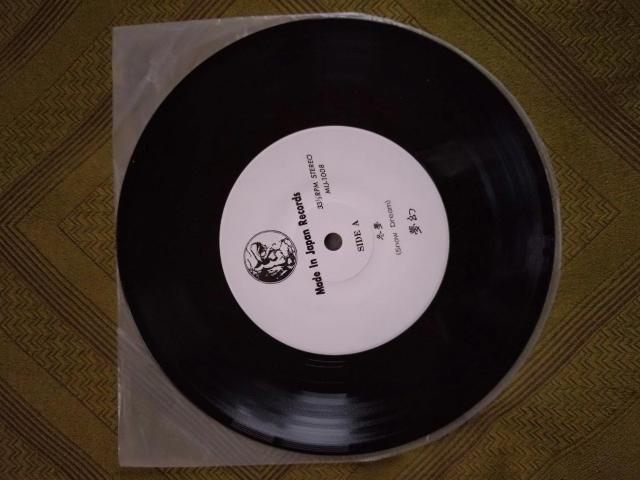 Made In Japan Records
33⅓RPM STEREO
MIJ-1008
SIDE A
冬夢
(Snow Dream)
夢幻